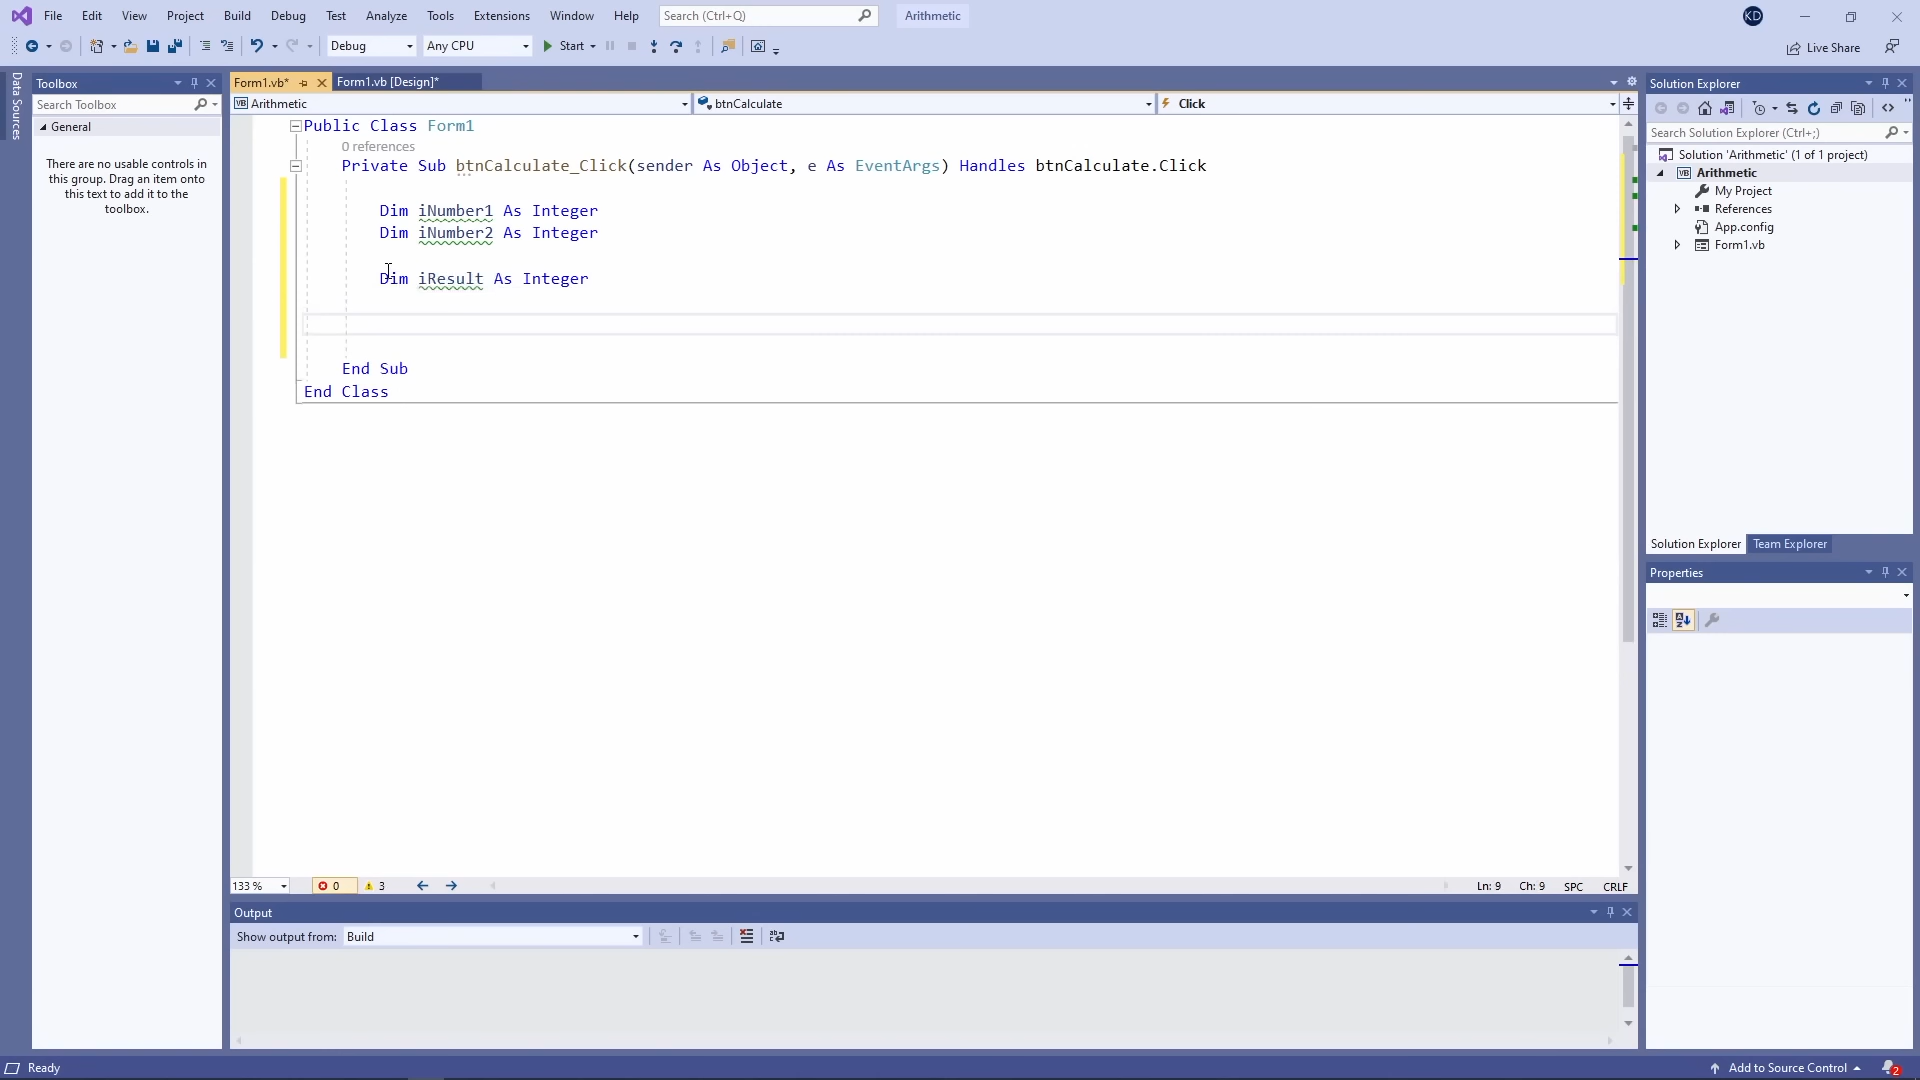 File Edit View Project Build Debug Test Analyze Tools Extensions Window Help Search (Ctrl+Q) Arithmetic KD
Debug Any CPU Start Live Share
Data Sources
Toolbox
Search Toolbox
General
There are no usable controls in
this group. Drag an item onto
this text to add it to the
toolbox.
Form1.vb* Form1.vb [Design]*
VB Arithmetic btnCalculate Click
Public Class Form1
0 references
Private Sub btnCalculate_Click(sender As Object, e As EventArgs) Handles btnCalculate.Click
Dim iNumber1 As Integer
Dim iNumber2 As Integer
Dim iResult As Integer
End Sub
End Class
133 % 0 3 Ln: 9 Ch: 9 SPC CRLF
Output
Show output from: Build
Solution Explorer
Search Solution Explorer (Ctrl+;)
Solution 'Arithmetic' (1 of 1 project)
VB Arithmetic
My Project
References
App.config
Form1.vb
Solution Explorer Team Explorer
Properties
Ready Add to Source Control 2